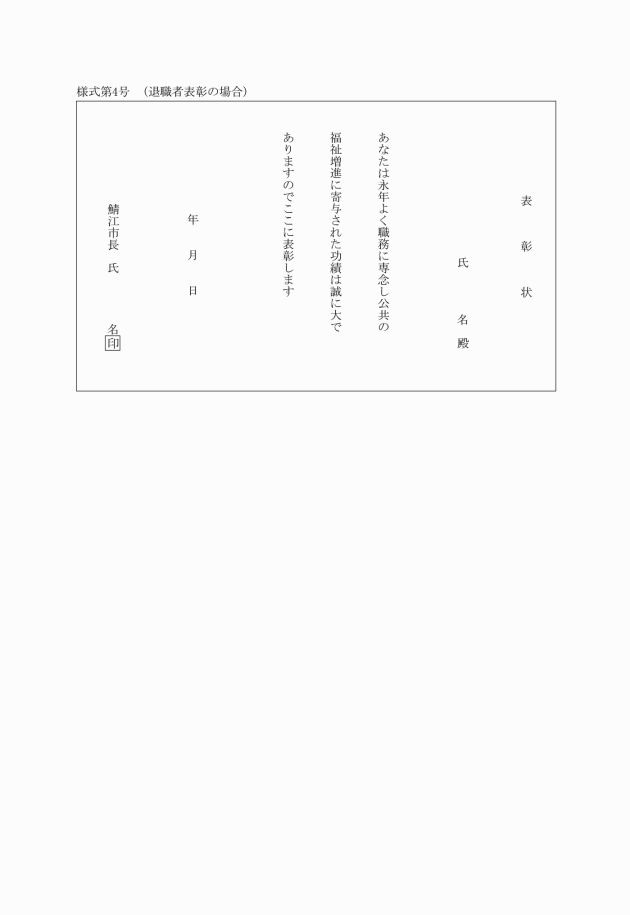 様式第4号　（退職者表彰の場合）
表　彰　状
氏　名　殿
あなたは永年よく職務に専念し公共の
福祉増進に寄与された功績は誠に大で
ありますのでここに表彰します
年　月　日
鯖江市長　氏　名　印